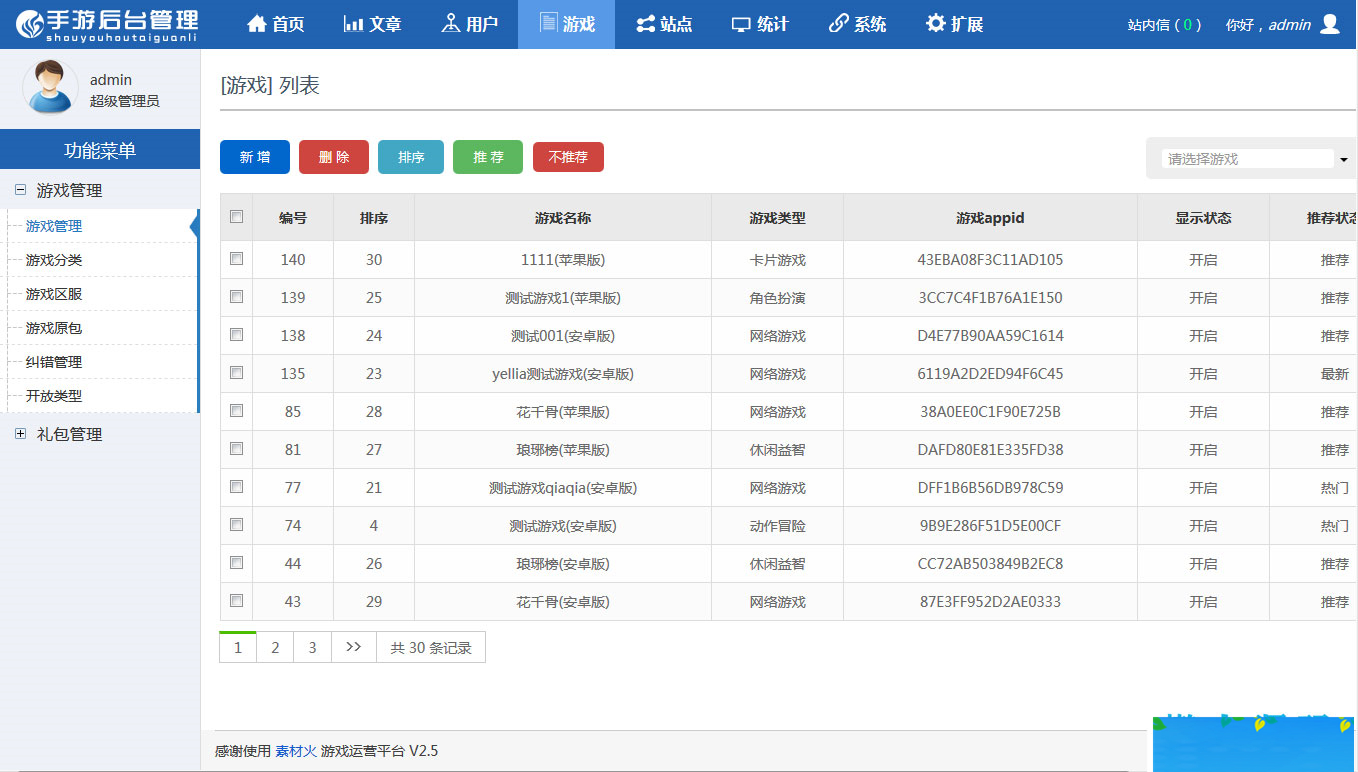 手游后台管理 首页 文章 用户 游戏 站点 统计 系统 扩展 站内信 ( 0 ) 你好，admin
shouyouhoutaiguanli
admin
超级管理员
功能菜单
游戏管理
游戏管理
游戏分类
游戏区服
游戏原包
纠错管理
开放类型
礼包管理
[游戏] 列表
新 增 删 除 排序 推 荐 不推荐 请选择游戏
编号 排序 游戏名称 游戏类型 游戏appid 显示状态 推荐状态
140 30 1111(苹果版) 卡片游戏 43EBA08F3C11AD105 开启 推荐
139 25 测试游戏1(苹果版) 角色扮演 3CC7C4F1B76A1E150 开启 推荐
138 24 测试001(安卓版) 网络游戏 D4E77B90AA59C1614 开启 推荐
135 23 yellia测试游戏(安卓版) 网络游戏 6119A2D2ED94F6C45 开启 最新
85 28 花千骨(苹果版) 网络游戏 38A0EE0C1F90E725B 开启 推荐
81 27 琅琊榜(苹果版) 休闲益智 DAFD80E81E335FD38 开启 推荐
77 21 测试游戏qiaqia(安卓版) 网络游戏 DFF1B6B56DB978C59 开启 热门
74 4 测试游戏(安卓版) 动作冒险 9B9E286F51D5E00CF 开启 热门
44 26 琅琊榜(安卓版) 休闲益智 CC72AB503849B2EC8 开启 推荐
43 29 花千骨(安卓版) 网络游戏 87E3FF952D2AE0333 开启 推荐
1 2 3 >> 共 30 条记录
感谢使用 素材火 游戏运营平台 V2.5